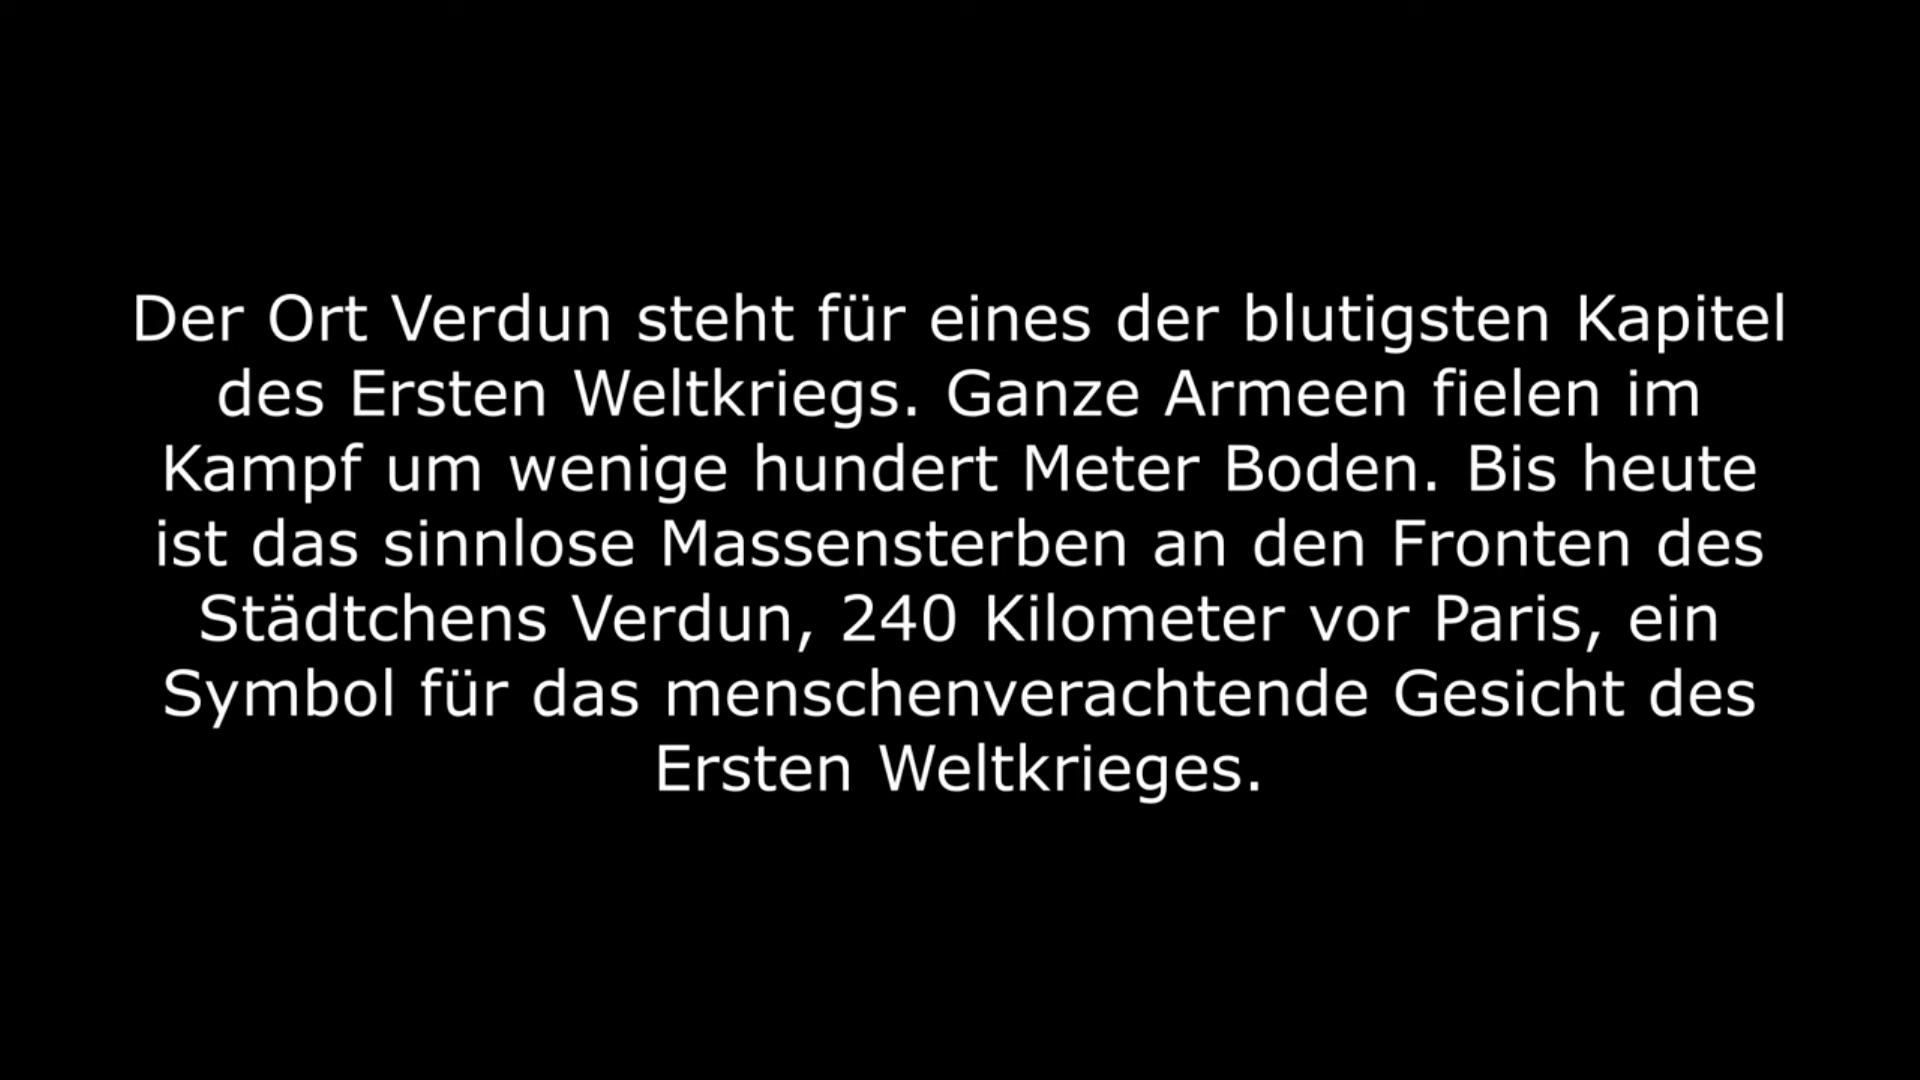 Der Ort Verdun steht für eines der blutigsten Kapitel
des Ersten Weltkriegs. Ganze Armeen fielen im
Kampf um wenige hundert Meter Boden. Bis heute
ist das sinnlose Massensterben an den Fronten des
Städtchens Verdun, 240 Kilometer vor Paris, ein
Symbol für das menschenverachtende Gesicht des
Ersten Weltkrieges.